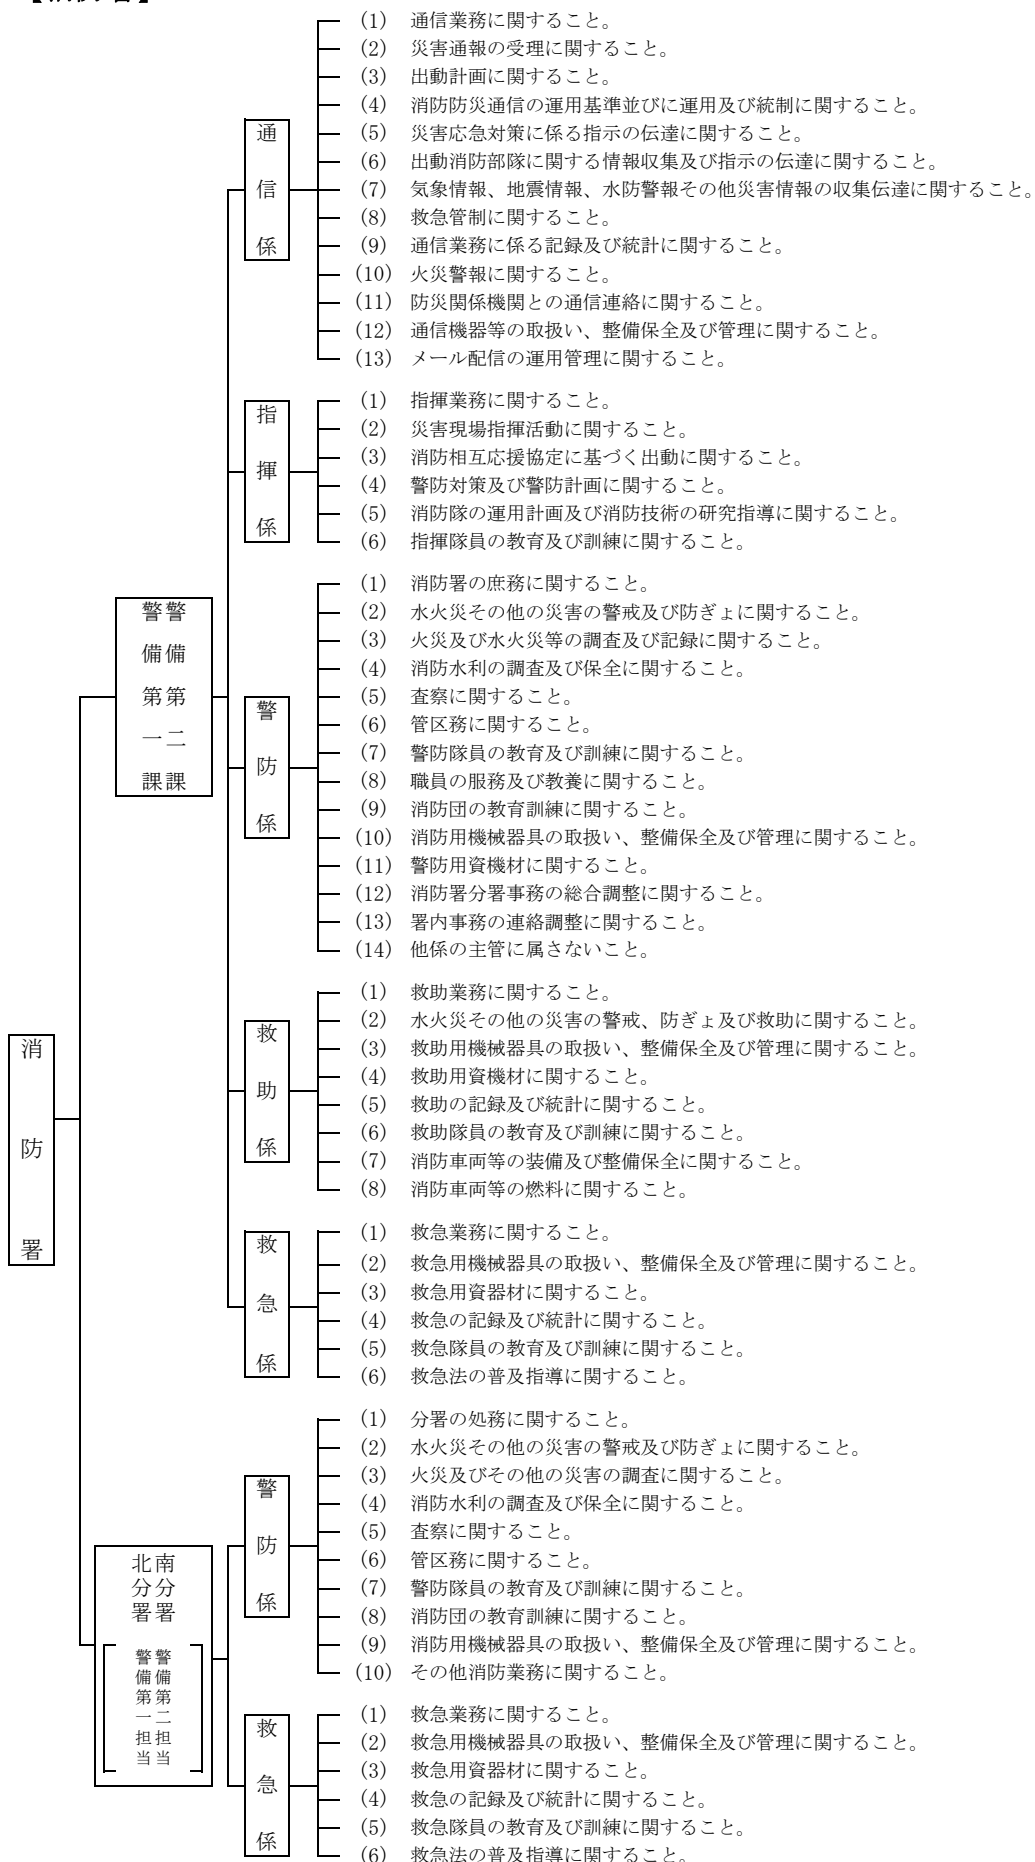 消防署
警備第一課
警備第二課
通信係
(1) 通信業務に関すること。
(2) 災害通報の受理に関すること。
(3) 出動計画に関すること。
(4) 消防防災通信の運用基準並びに運用及び統制に関すること。
(5) 災害応急対策に係る指示の伝達に関すること。
(6) 出動消防部隊に関する情報収集及び指示の伝達に関すること。
(7) 気象情報、地震情報、水防警報その他災害情報の収集伝達に関すること。
(8) 救急管制に関すること。
(9) 通信業務に係る記録及び統計に関すること。
(10) 火災警報に関すること。
(11) 防災関係機関との通信連絡に関すること。
(12) 通信機器等の取扱い、整備保全及び管理に関すること。
(13) メール配信の運用管理に関すること。
指揮係
(1) 指揮業務に関すること。
(2) 災害現場指揮活動に関すること。
(3) 消防相互応援協定に基づく出動に関すること。
(4) 警防対策及び警防計画に関すること。
(5) 消防隊の運用計画及び消防技術の研究指導に関すること。
(6) 指揮隊員の教育及び訓練に関すること。
警防係
(1) 消防署の庶務に関すること。
(2) 水火災その他の災害の警戒及び防ぎょに関すること。
(3) 火災及び水火災等の調査及び記録に関すること。
(4) 消防水利の調査及び保全に関すること。
(5) 査察に関すること。
(6) 管区務に関すること。
(7) 警防隊員の教育及び訓練に関すること。
(8) 職員の服務及び教養に関すること。
(9) 消防団の教育訓練に関すること。
(10) 消防用機械器具の取扱い、整備保全及び管理に関すること。
(11) 警防用資機材に関すること。
(12) 消防署分署事務の総合調整に関すること。
(13) 署内事務の連絡調整に関すること。
(14) 他係の主管に属さないこと。
救助係
(1) 救助業務に関すること。
(2) 水火災その他の災害の警戒、防ぎょ及び救助に関すること。
(3) 救助用機械器具の取扱い、整備保全及び管理に関すること。
(4) 救助用資機材に関すること。
(5) 救助の記録及び統計に関すること。
(6) 救助隊員の教育及び訓練に関すること。
(7) 消防車両等の装備及び整備保全に関すること。
(8) 消防車両等の燃料に関すること。
救急係
(1) 救急業務に関すること。
(2) 救急用機械器具の取扱い、整備保全及び管理に関すること。
(3) 救急用資器材に関すること。
(4) 救急の記録及び統計に関すること。
(5) 救急隊員の教育及び訓練に関すること。
(6) 救急法の普及指導に関すること。
北分署
南分署
警備第一担当
警備第二担当
警防係
(1) 分署の処務に関すること。
(2) 水火災その他の災害の警戒及び防ぎょに関すること。
(3) 火災及びその他の災害の調査に関すること。
(4) 消防水利の調査及び保全に関すること。
(5) 査察に関すること。
(6) 管区務に関すること。
(7) 警防隊員の教育及び訓練に関すること。
(8) 消防団の教育訓練に関すること。
(9) 消防用機械器具の取扱い、整備保全及び管理に関すること。
(10) その他消防業務に関すること。
救急係
(1) 救急業務に関すること。
(2) 救急用機械器具の取扱い、整備保全及び管理に関すること。
(3) 救急用資器材に関すること。
(4) 救急の記録及び統計に関すること。
(5) 救急隊員の教育及び訓練に関すること。
(6) 救急法の普及指導に関すること。